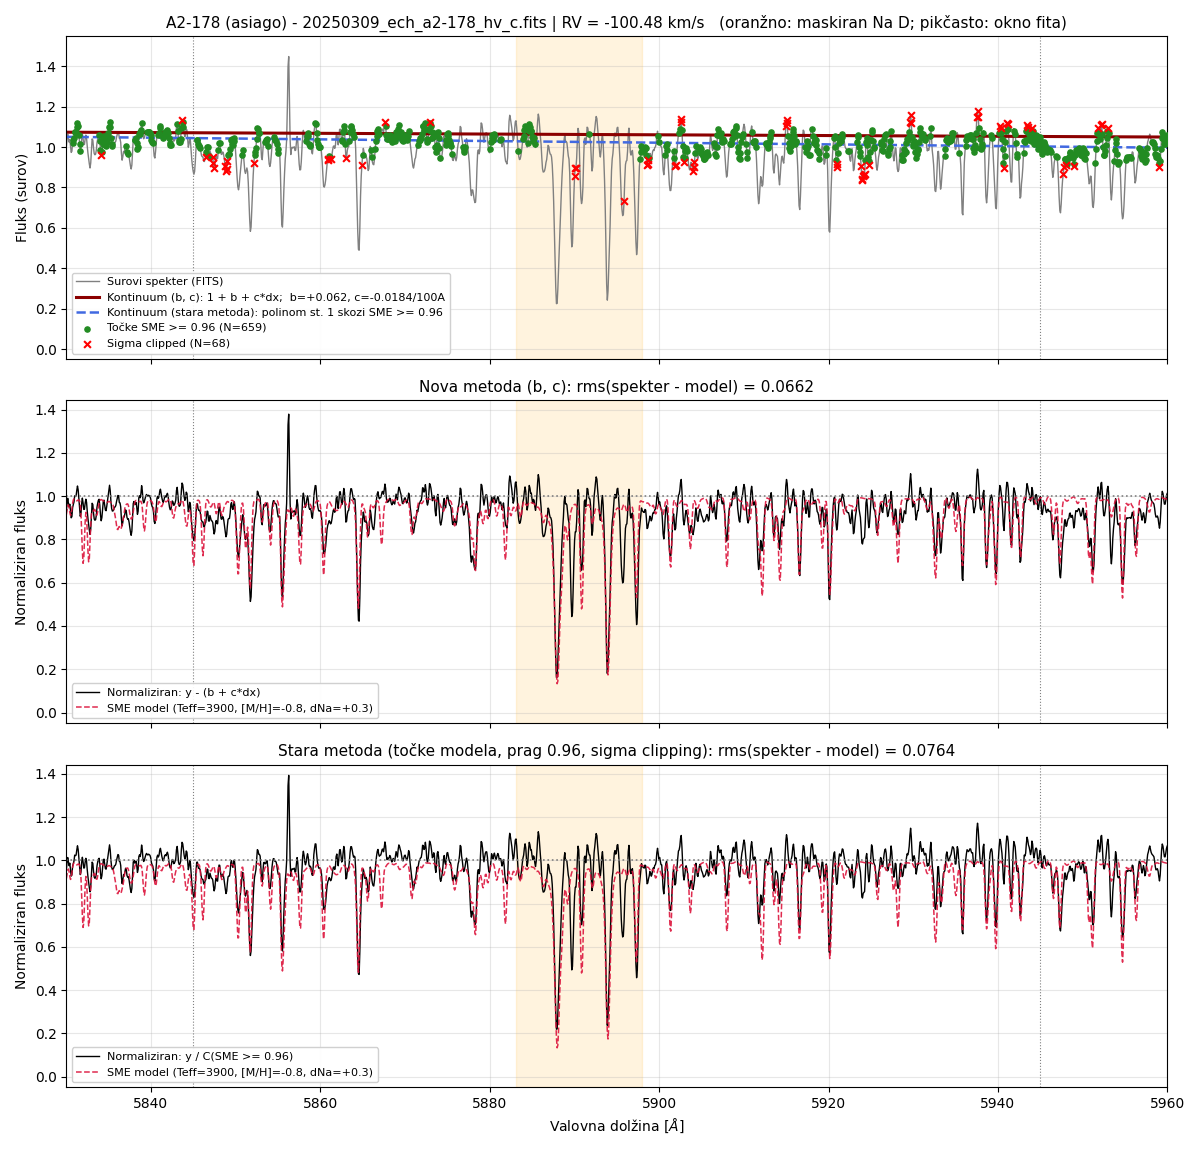 A2-178 (asiago) - 20250309_ech_a2-178_hv_c.fits | RV = -100.48 km/s   (oranžno: maskiran Na D; pikčasto: okno fita)
1.4
1.2
1.0
0.8
0.6
0.4
0.2
0.0
Fluks (surov)
Surovi spekter (FITS)
Kontinuum (b, c): 1 + b + c*dx;  b=+0.062, c=-0.0184/100A
Kontinuum (stara metoda): polinom st. 1 skozi SME >= 0.96
Točke SME >= 0.96 (N=659)
Sigma clipped (N=68)
Nova metoda (b, c): rms(spekter - model) = 0.0662
1.4
1.2
1.0
0.8
0.6
0.4
0.2
0.0
Normaliziran fluks
Normaliziran: y - (b + c*dx)
SME model (Teff=3900, [M/H]=-0.8, dNa=+0.3)
Stara metoda (točke modela, prag 0.96, sigma clipping): rms(spekter - model) = 0.0764
1.4
1.2
1.0
0.8
0.6
0.4
0.2
0.0
Normaliziran fluks
Normaliziran: y / C(SME >= 0.96)
SME model (Teff=3900, [M/H]=-0.8, dNa=+0.3)
5840 5860 5880 5900 5920 5940 5960
Valovna dolžina [Å]